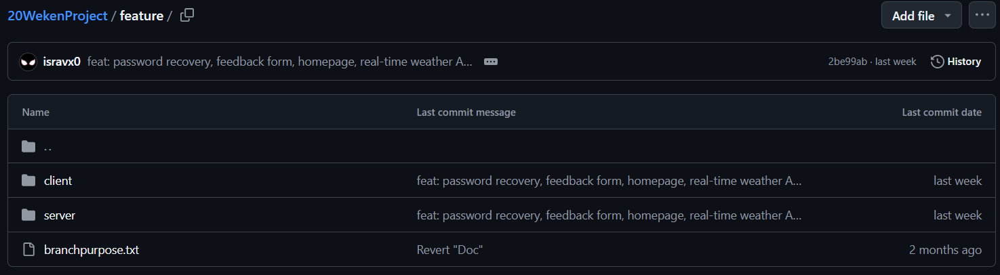 20WekenProject / feature / Add file
isravx0 feat: password recovery, feedback form, homepage, real-time weather A... 2be99ab · last week History
Name Last commit message Last commit date
..
client feat: password recovery, feedback form, homepage, real-time weather A... last week
server feat: password recovery, feedback form, homepage, real-time weather A... last week
branchpurpose.txt Revert "Doc" 2 months ago